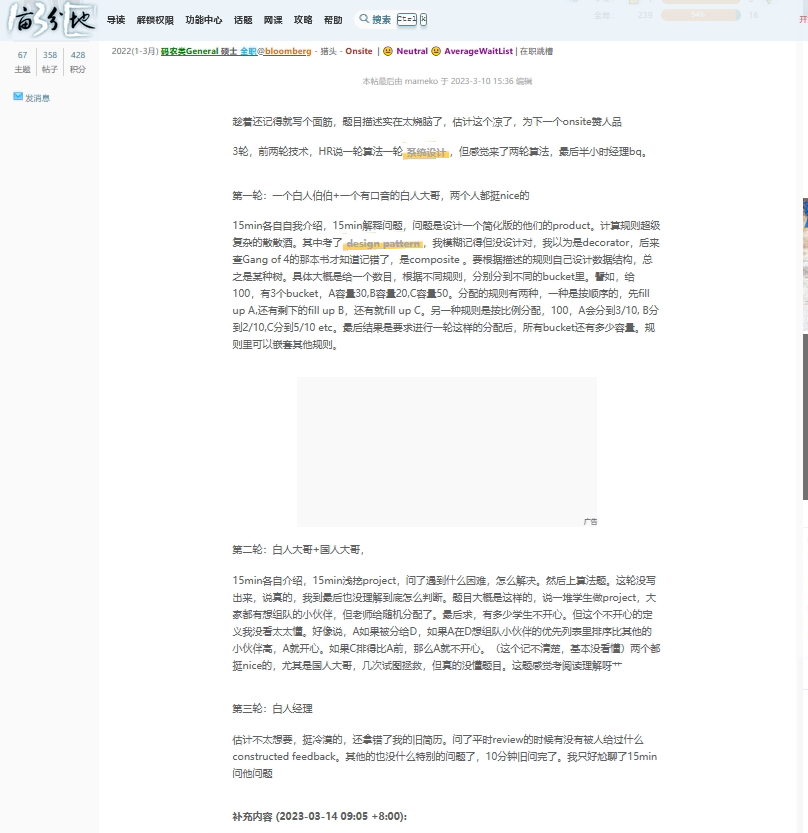 亩3分地
导读 解锁权限 功能中心 话题 网课 攻略 帮助 搜索 Ctrl K
67 358 428
主题 帖子 积分
发消息
2022(1-3月) 码农类General 硕士 全职@bloomberg - 猎头 - Onsite | Neutral AverageWaitList | 在职跳槽
本帖最后由 mameko 于 2023-3-10 15:36 编辑
趁着还记得就写个面筋，题目描述实在太烧脑了，估计这个凉了，为下一个onsite攒人品
3轮，前两轮技术，HR说一轮算法一轮系统设计，但感觉来了两轮算法，最后半小时经理bq。
第一轮：一个白人伯伯+一个有口音的白人大哥，两个人都挺nice的
15min各自自我介绍，15min解释问题，问题是设计一个简化版的他们的product。计算规则超级
复杂的散散酒。其中考了design pattern，我模糊记得但没设计对，我以为是decorator，后来
查Gang of 4的那本书才知道记错了，是composite 。要根据描述的规则自己设计数据结构，总
之是某种树。具体大概是给一个数目，根据不同规则，分别分到不同的bucket里。譬如，给
100，有3个bucket，A容量30,B容量20,C容量50。分配的规则有两种，一种是按顺序的，先fill
up A,还有剩下的fill up B，还有就fill up C。另一种规则是按比例分配，100，A会分到3/10, B分
到2/10,C分到5/10 etc。最后结果是要求进行一轮这样的分配后，所有bucket还有多少容量。规
则里可以嵌套其他规则。
广告
第二轮：白人大哥+国人大哥，
15min各自介绍，15min浅挖project，问了遇到什么困难，怎么解决。然后上算法题。这轮没写
出来，说真的，我到最后也没理解到底怎么判断。题目大概是这样的，说一堆学生做project，大
家都有想组队的小伙伴，但老师给随机分配了。最后求，有多少学生不开心。但这个不开心的定
义我没看太太懂。好像说，A如果被分给D，如果A在D想组队小伙伴的优先列表里排序比其他的
小伙伴高，A就开心。如果C排得比A前，那么A就不开心。（这个记不清楚，基本没看懂）两个都
挺nice的，尤其是国人大哥，几次试图拯救，但真的没懂题目。这题感觉考阅读理解呀艹
第三轮：白人经理
估计不太想要，挺冷漠的，还拿错了我的旧简历。问了平时review的时候有没有被人给过什么
constructed feedback。其他的也没什么特别的问题了，10分钟旧问完了。我只好尬聊了15min
问他问题
补充内容 (2023-03-14 09:05 +8:00):